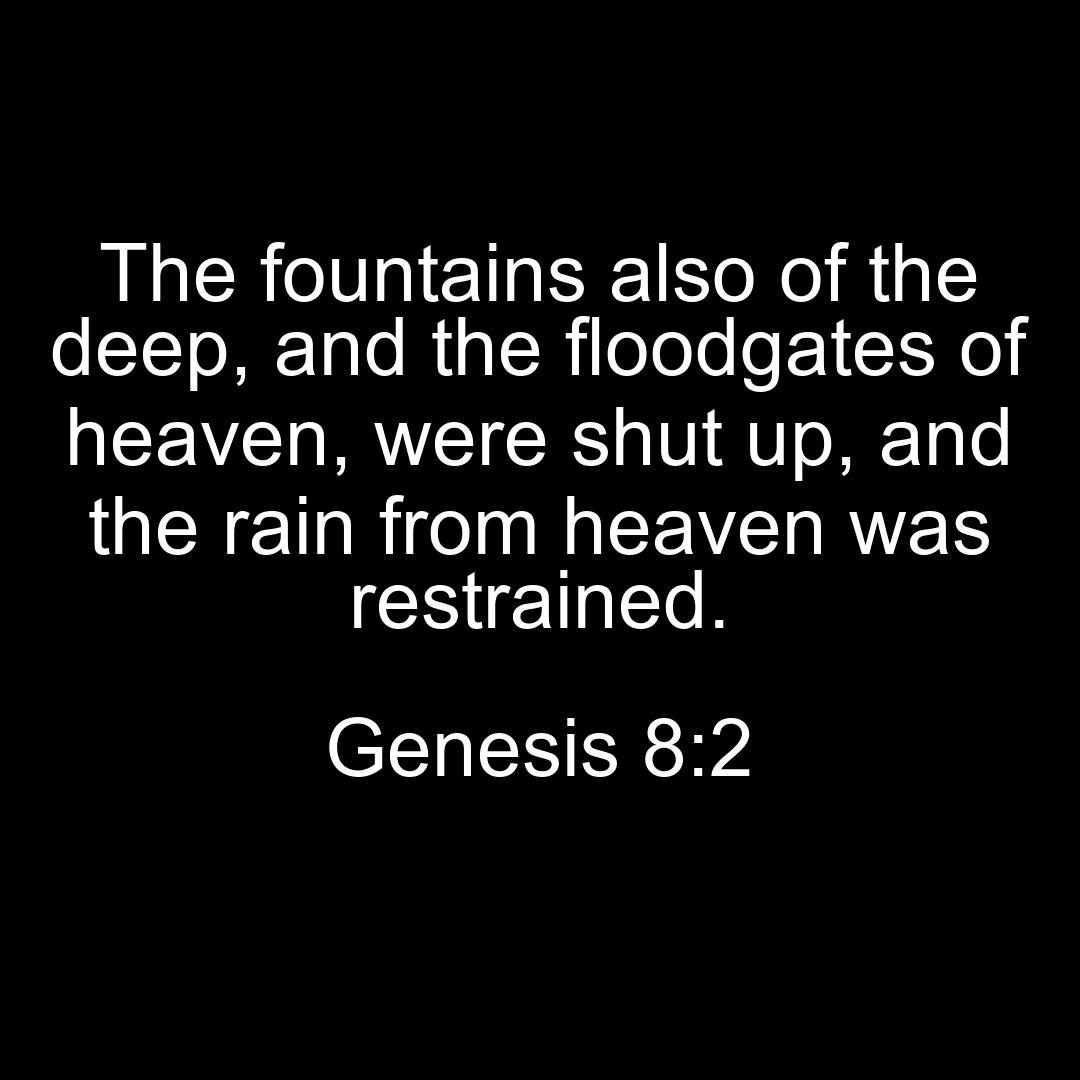 The fountains also of the
deep, and the floodgates of
heaven, were shut up, and
the rain from heaven was
restrained.
Genesis 8:2